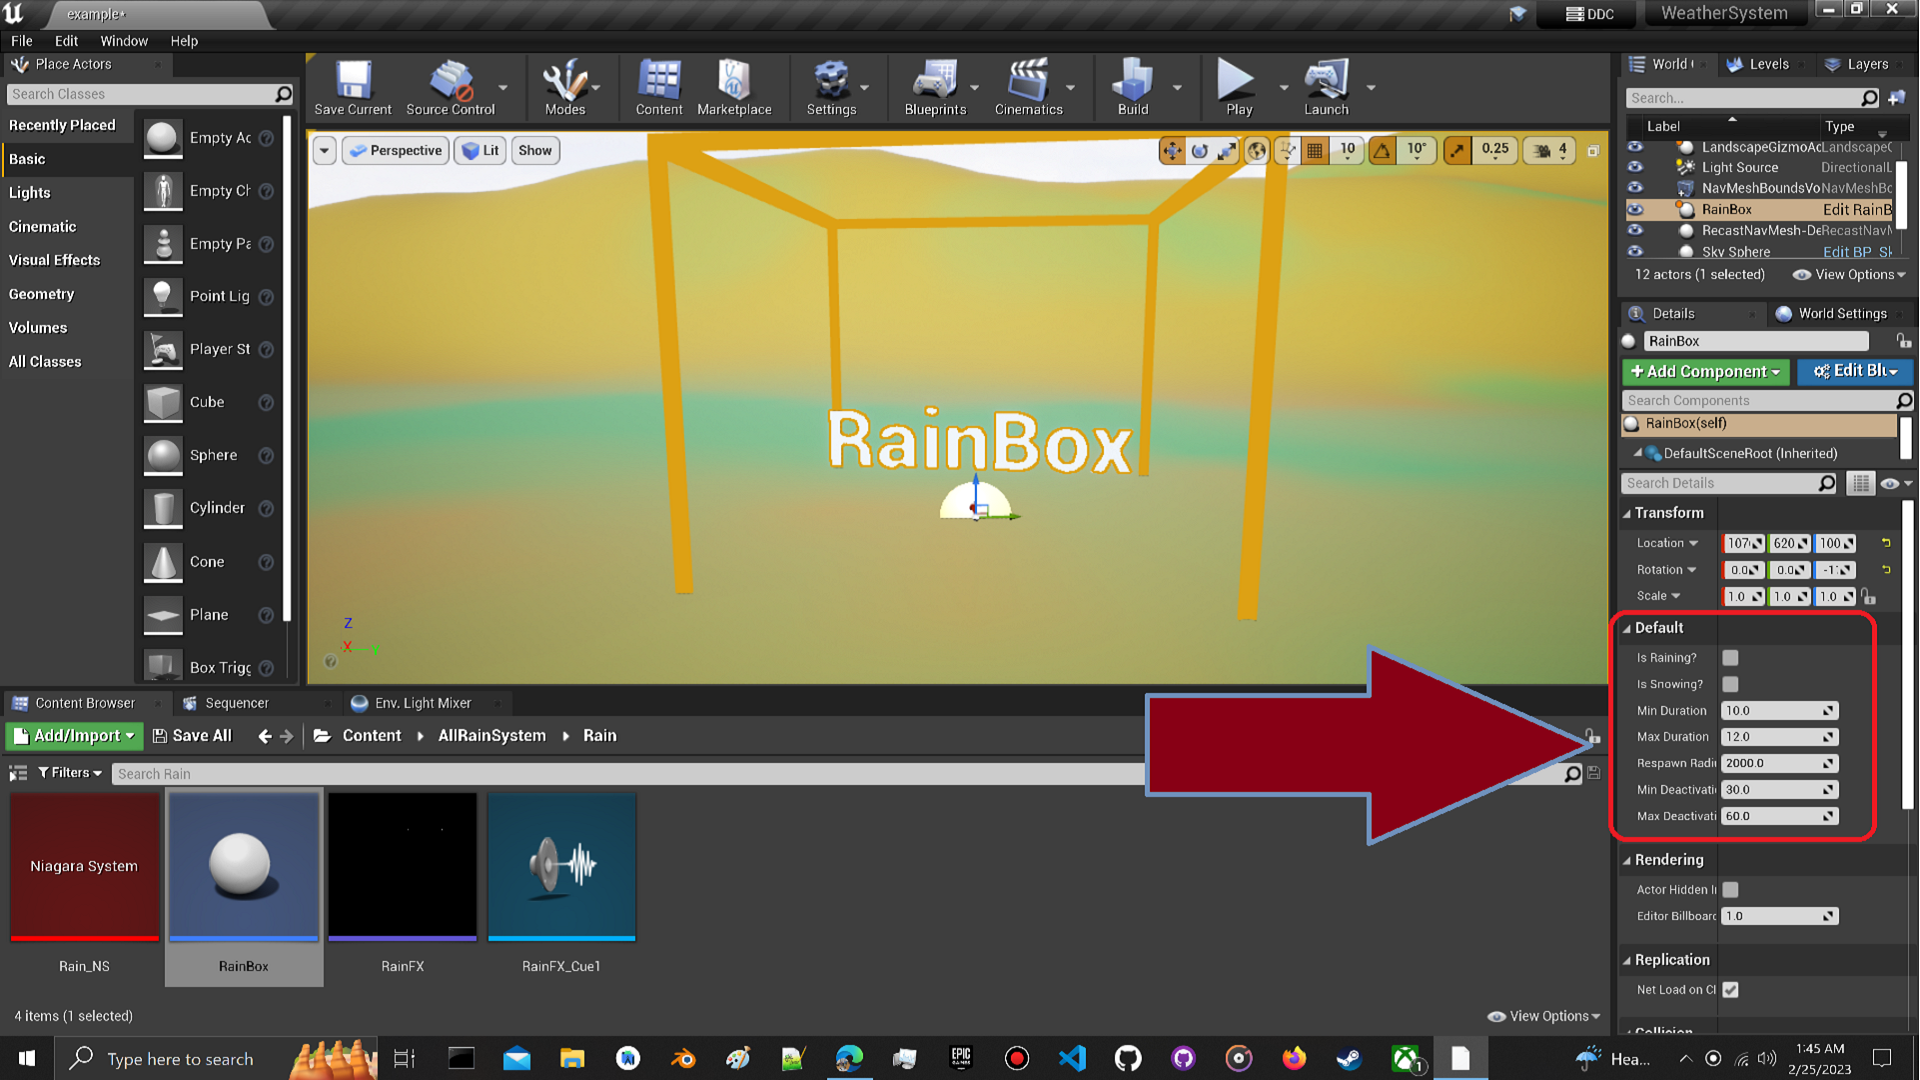 example*
DDC
WeatherSystem
File Edit Window Help
Place Actors
Search Classes
Recently Placed
Basic
Lights
Cinematic
Visual Effects
Geometry
Volumes
All Classes
Empty Ac
Empty Ch
Empty Pa
Point Lig
Player St
Cube
Sphere
Cylinder
Cone
Plane
Box Trigg
Save Current
Source Control
Modes
Content
Marketplace
Settings
Blueprints
Cinematics
Build
Play
Launch
Perspective
Lit
Show
10
10°
0.25
4
RainBox
Z
X
Y
World
Levels
Layers
Search...
Label Type
LandscapeGizmoAc LandscapeG
Light Source DirectionalL
NavMeshBoundsVo NavMeshBo
RainBox Edit RainB
RecastNavMesh-De RecastNavM
Sky Sphere Edit BP_Sk
12 actors (1 selected)
View Options
Details
World Settings
RainBox
+Add Component
Edit Blu
Search Components
RainBox(self)
DefaultSceneRoot (Inherited)
Search Details
Transform
Location 107 620 100
Rotation 0.0 0.0 -1
Scale 1.0 1.0 1.0
Default
Is Raining?
Is Snowing?
Min Duration 10.0
Max Duration 12.0
Respawn Radiu 2000.0
Min Deactivati 30.0
Max Deactivati 60.0
Rendering
Actor Hidden I
Editor Billboard 1.0
Replication
Net Load on Cl
Collision
Content Browser
Sequencer
Env. Light Mixer
Add/Import
Save All
Content
AllRainSystem
Rain
Filters
Search Rain
Niagara System
Rain_NS
RainBox
RainFX
RainFX_Cue1
4 items (1 selected)
View Options
Type here to search
EPIC
GAMES
1
Hea...
1:45 AM
2/25/2023